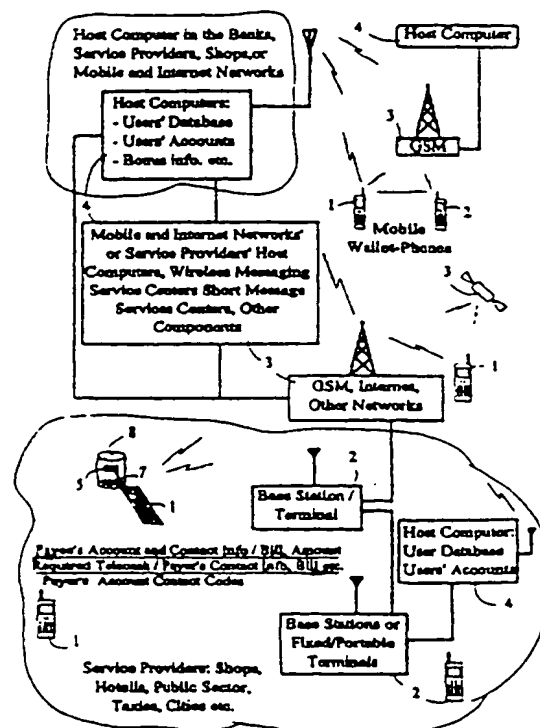 Host Computer in the Banks,
Service Providers, Shops, or
Mobile and Internet Networks
Host Computers:
- Users' Database
- Users' Accounts
- Bonus info. etc.
4
4
Host Computer
3
GSM
1
2
Mobile
Wallet-Phones
3
Mobile and Internet Networks'
or Service Providers' Host
Computers, Wireless Messaging
Service Centers Short Message
Services Centers, Other
Components
3
1
GSM, Internet,
Other Networks
8
5
7
1
2
Base Station /
Terminal
Host Computer:
User Database
Users' Accounts
4
Payer's Account and Contact Info / Bill, Amount
Required Telecash / Payer's Contact Info, Bill etc.
Payer's Account Contact Codes
1
Base Stations or
Fixed/Portable
Terminals
2
Service Providers: Shops,
Hotells, Public Sector,
Taxies, Cities etc.